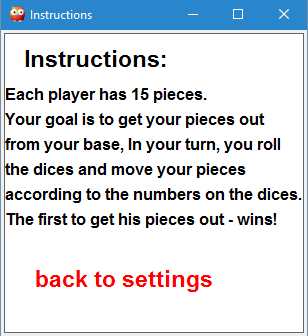 Instructions
Instructions:
Each player has 15 pieces.
Your goal is to get your pieces out
from your base, In your turn, you roll
the dices and move your pieces
according to the numbers on the dices.
The first to get his pieces out - wins!
back to settings